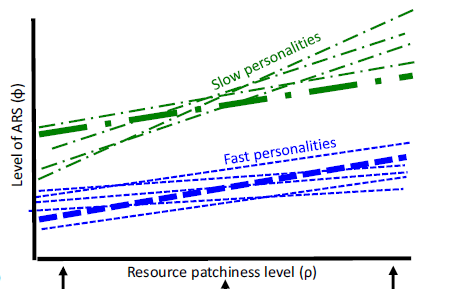 Slow personalities
Level of ARS (ϕ)
Fast personalities
Resource patchiness level (ρ)